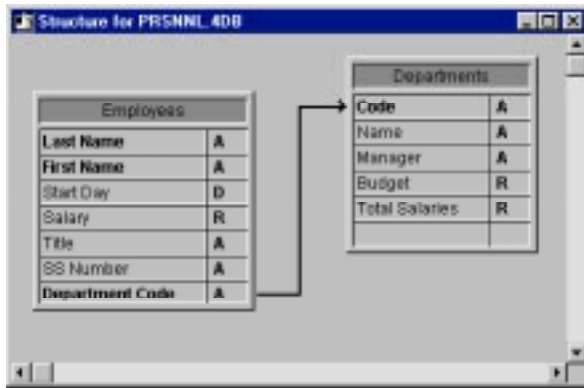 Structure for PRSNNL.4DB
Employees
Last Name A
First Name A
Start Day D
Salary R
Title A
SS Number A
Department Code A
Departments
Code A
Name A
Manager A
Budget R
Total Salaries R